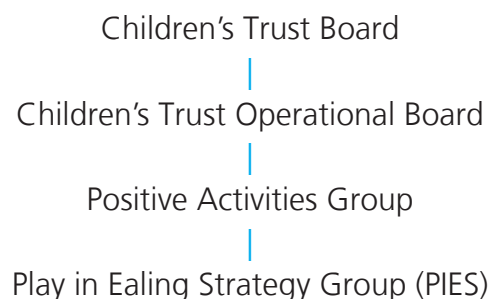 Children’s Trust Board
Children’s Trust Operational Board
Positive Activities Group
Play in Ealing Strategy Group (PIES)